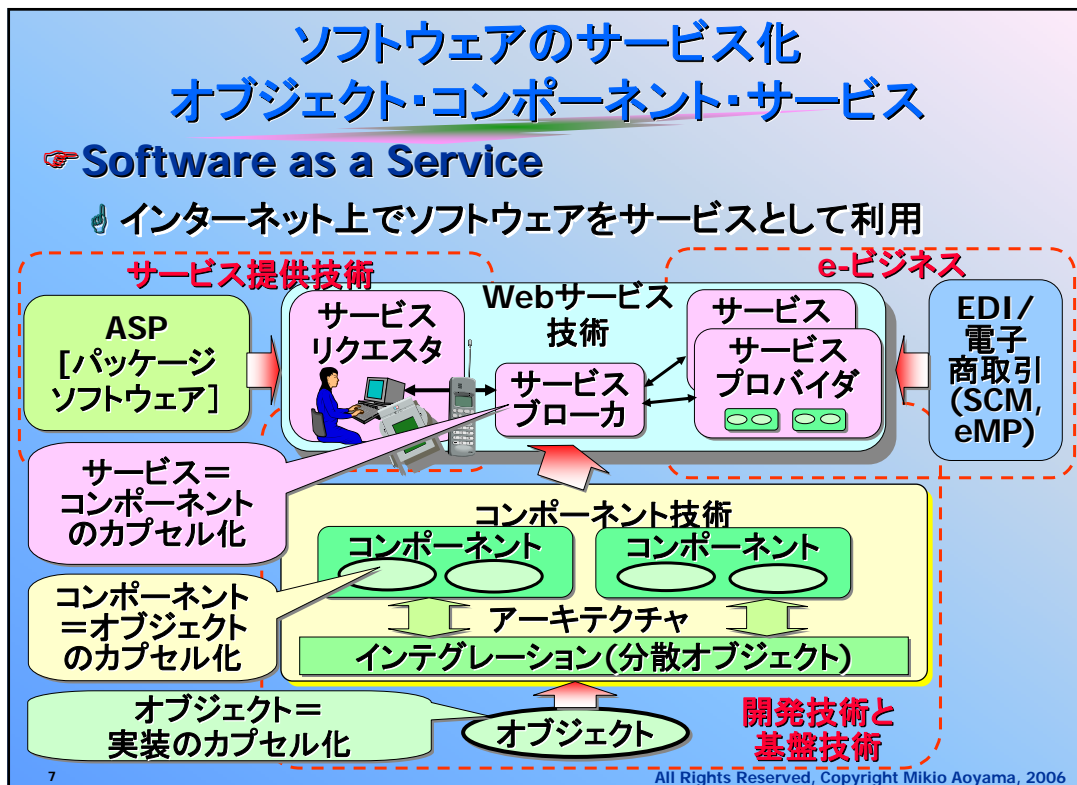 ソフトウェアのサービス化
オブジェクト・コンポーネント・サービス
Software as a Service
インターネット上でソフトウェアをサービスとして利用
サービス提供技術
e-ビジネス
ASP
[パッケージ
ソフトウェア]
サービス
リクエスタ
Webサービス
技術
サービス
ブローカ
サービス
サービス
プロバイダ
EDI/
電子
商取引
(SCM,
eMP)
サービス＝
コンポーネント
のカプセル化
コンポーネント技術
コンポーネント
コンポーネント
コンポーネント
＝オブジェクト
のカプセル化
アーキテクチャ
インテグレーション(分散オブジェクト)
オブジェクト＝
実装のカプセル化
オブジェクト
開発技術と
基盤技術
7
All Rights Reserved, Copyright Mikio Aoyama, 2006